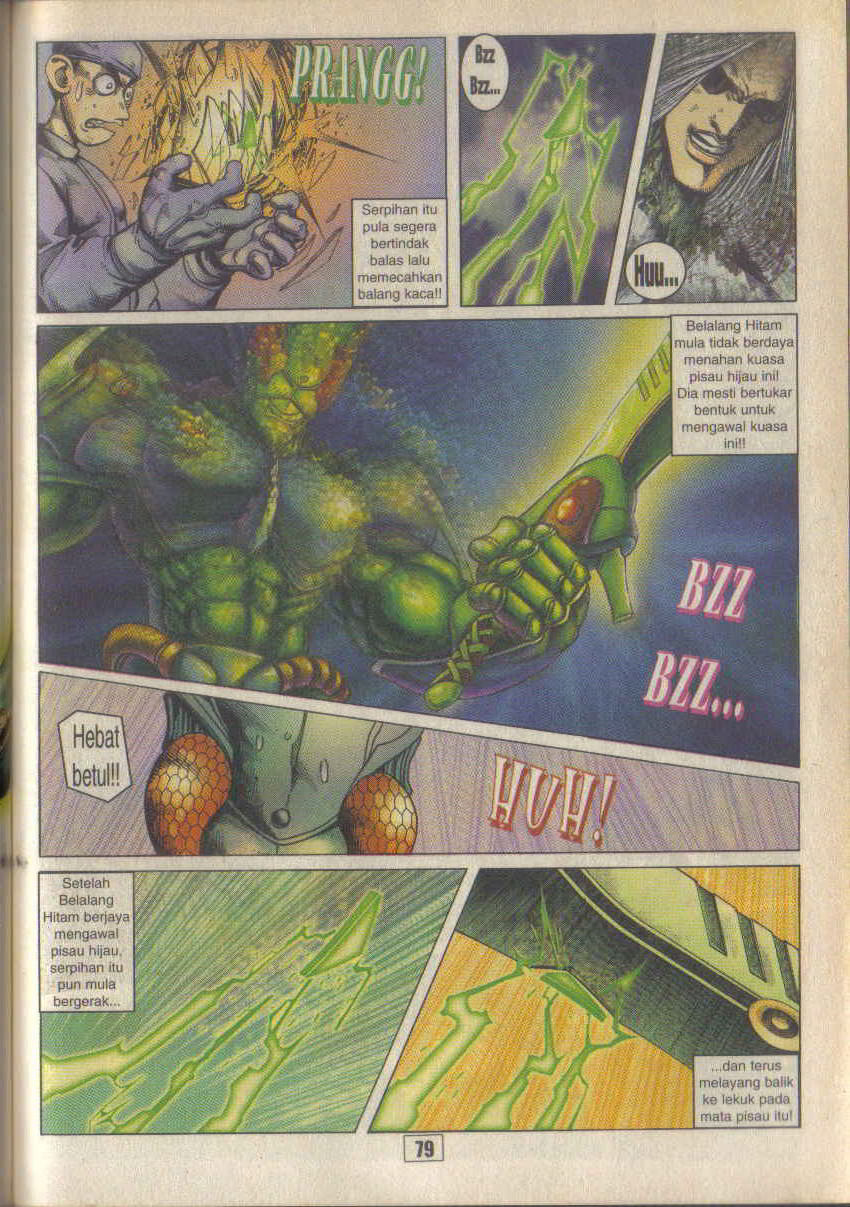 PRANGG!
Serpihan itu
pula segera
bertindak
balas lalu
memecahkan
balang kaca!!
Bzz
Bzz...
Huu...
Belalang Hitam
mula tidak berdaya
menahan kuasa
pisau hijau ini!
Dia mesti bertukar
bentuk untuk
mengawal kuasa
ini!!
BZZ
BZZ...
Hebat
betul!!
HUH!
Setelah
Belalang
Hitam berjaya
mengawal
pisau hijau,
serpihan itu
pun mula
bergerak...
...dan terus
melayang balik
ke lekuk pada
mata pisau itu!
79